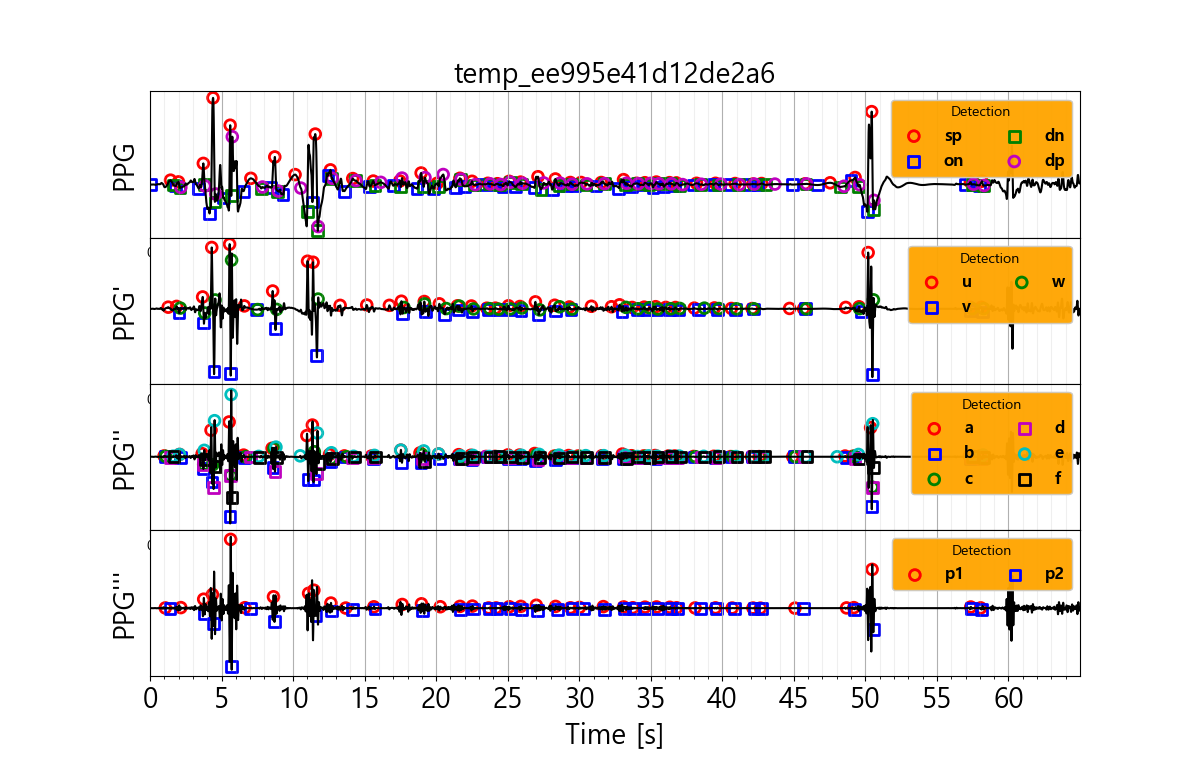 temp_ee995e41d12de2a6
PPG
Detection
sp dn
on dp
PPG'
Detection
u w
v
PPG''
Detection
a d
b e
c f
PPG'''
Detection
p1 p2
0 5 10 15 20 25 30 35 40 45 50 55 60
Time [s]